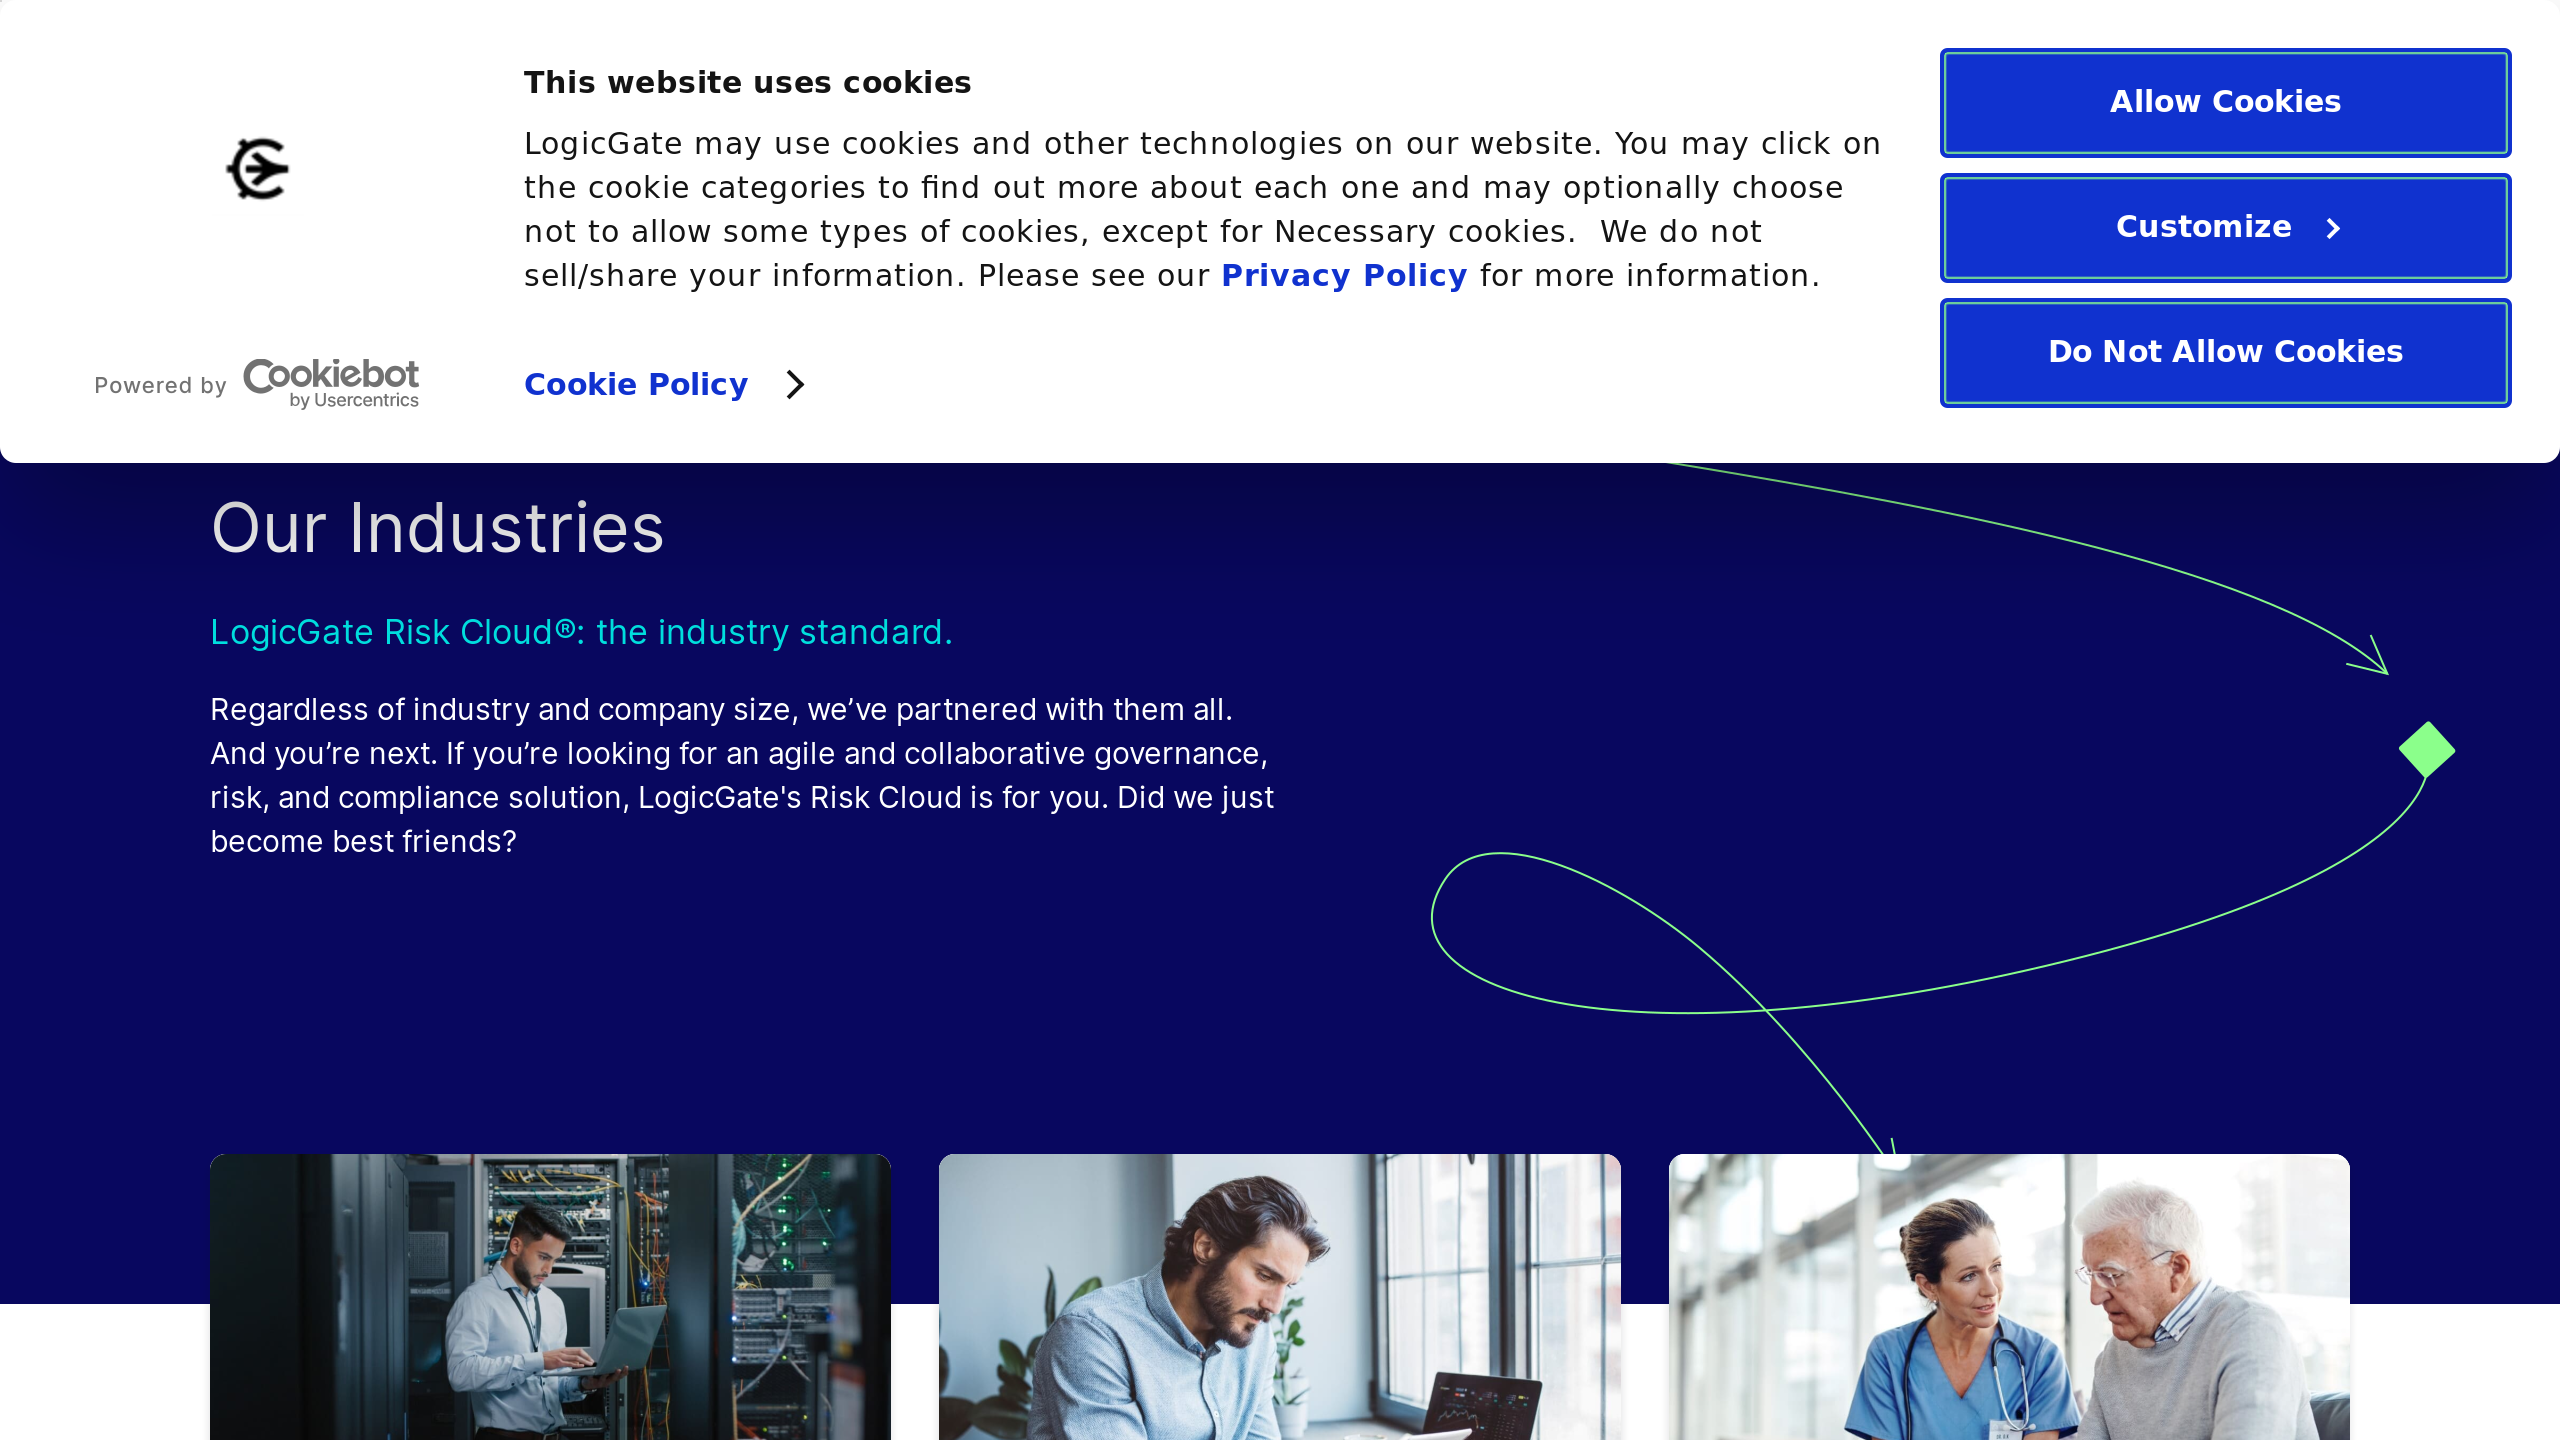 This website uses cookies
LogicGate may use cookies and other technologies on our website. You may click on
the cookie categories to find out more about each one and may optionally choose
not to allow some types of cookies, except for Necessary cookies.  We do not
sell/share your information. Please see our Privacy Policy for more information.
Cookie Policy
Powered by Cookiebot
by Usercentrics
Allow Cookies
Customize
Do Not Allow Cookies
Our Industries
LogicGate Risk Cloud®: the industry standard.
Regardless of industry and company size, we’ve partnered with them all.
And you’re next. If you’re looking for an agile and collaborative governance,
risk, and compliance solution, LogicGate's Risk Cloud is for you. Did we just
become best friends?